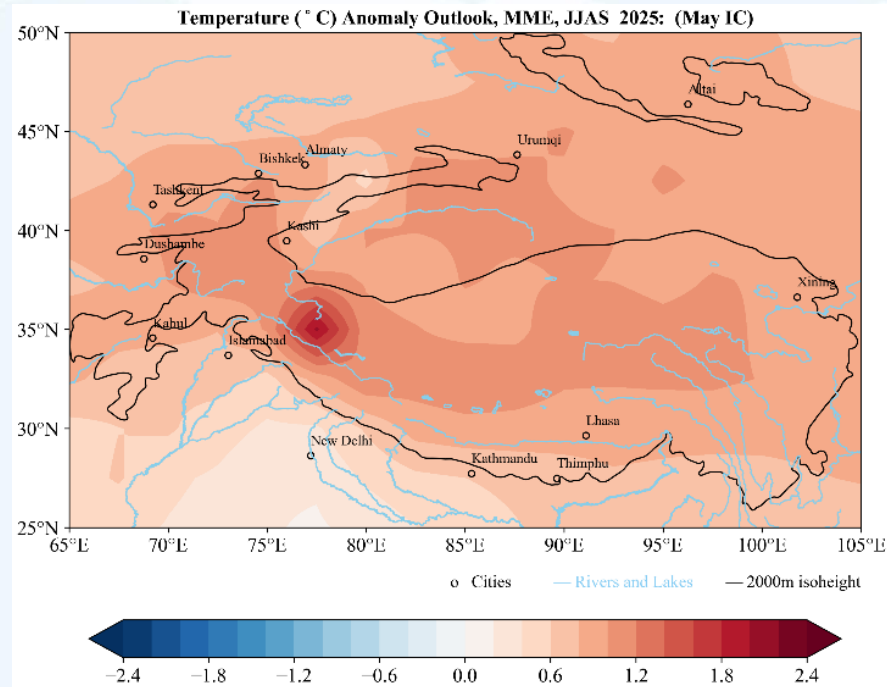 Temperature (°C) Anomaly Outlook, MME, JJAS 2025: (May IC)
50°N
Altai
45°N
Urumqi
Almaty
Bishkek
Tashkent
40°N
Kashi
Dushambe
Xining
35°N
Kabul
Islamabad
30°N
Lhasa
New Delhi
Kathmandu
Thimphu
25°N
65°E 70°E 75°E 80°E 85°E 90°E 95°E 100°E 105°E
Cities Rivers and Lakes 2000m isoheight
−2.4 −1.8 −1.2 −0.6 0.0 0.6 1.2 1.8 2.4